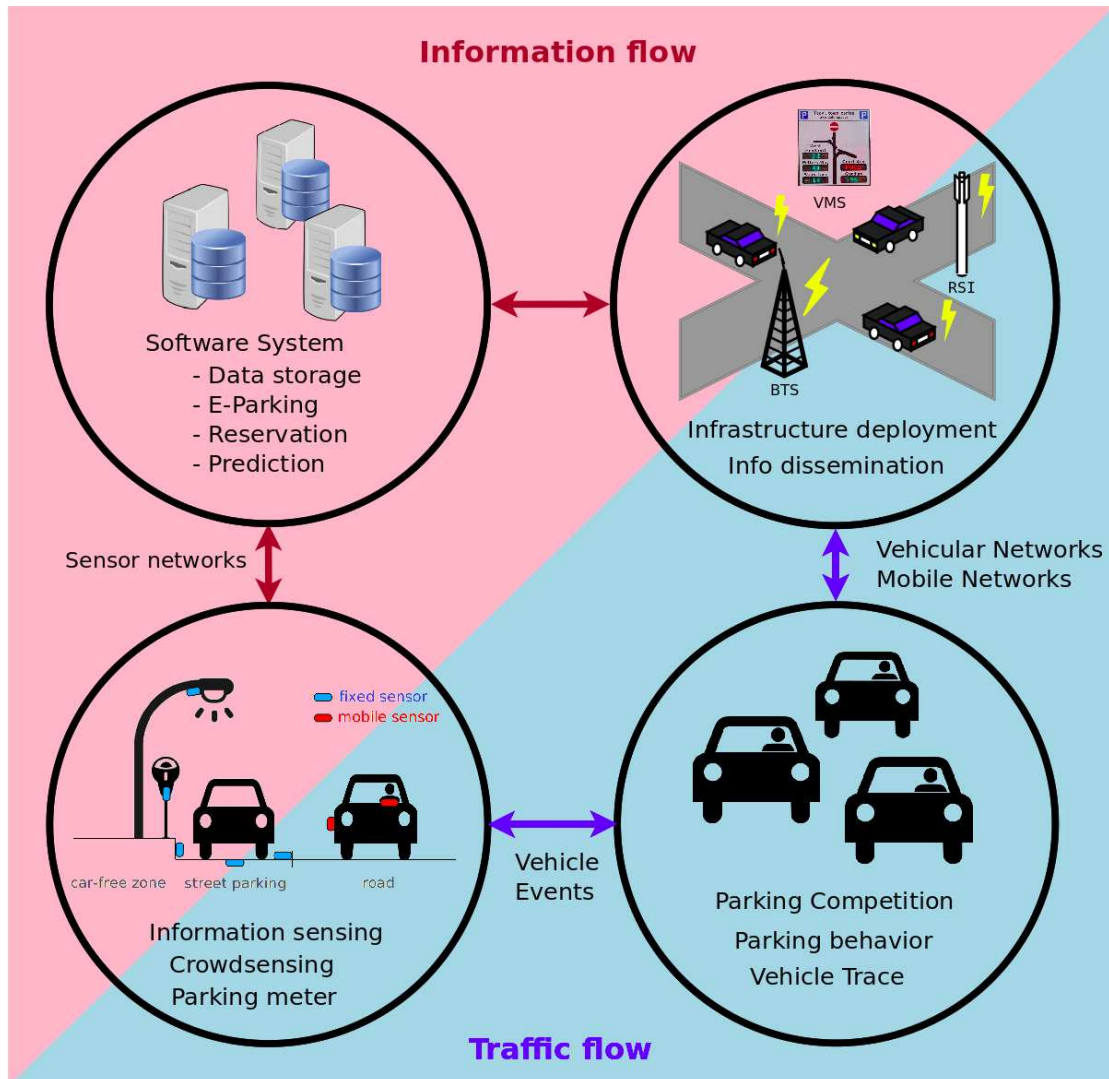 Information flow
VMS
RSI
BTS
Software System
- Data storage
- E-Parking
- Reservation
- Prediction
Infrastructure deployment
Info dissemination
Sensor networks
Vehicular Networks
Mobile Networks
fixed sensor
mobile sensor
car-free zone
street parking
road
Information sensing
Crowdsensing
Parking meter
Vehicle
Events
Parking Competition
Parking behavior
Vehicle Trace
Traffic flow